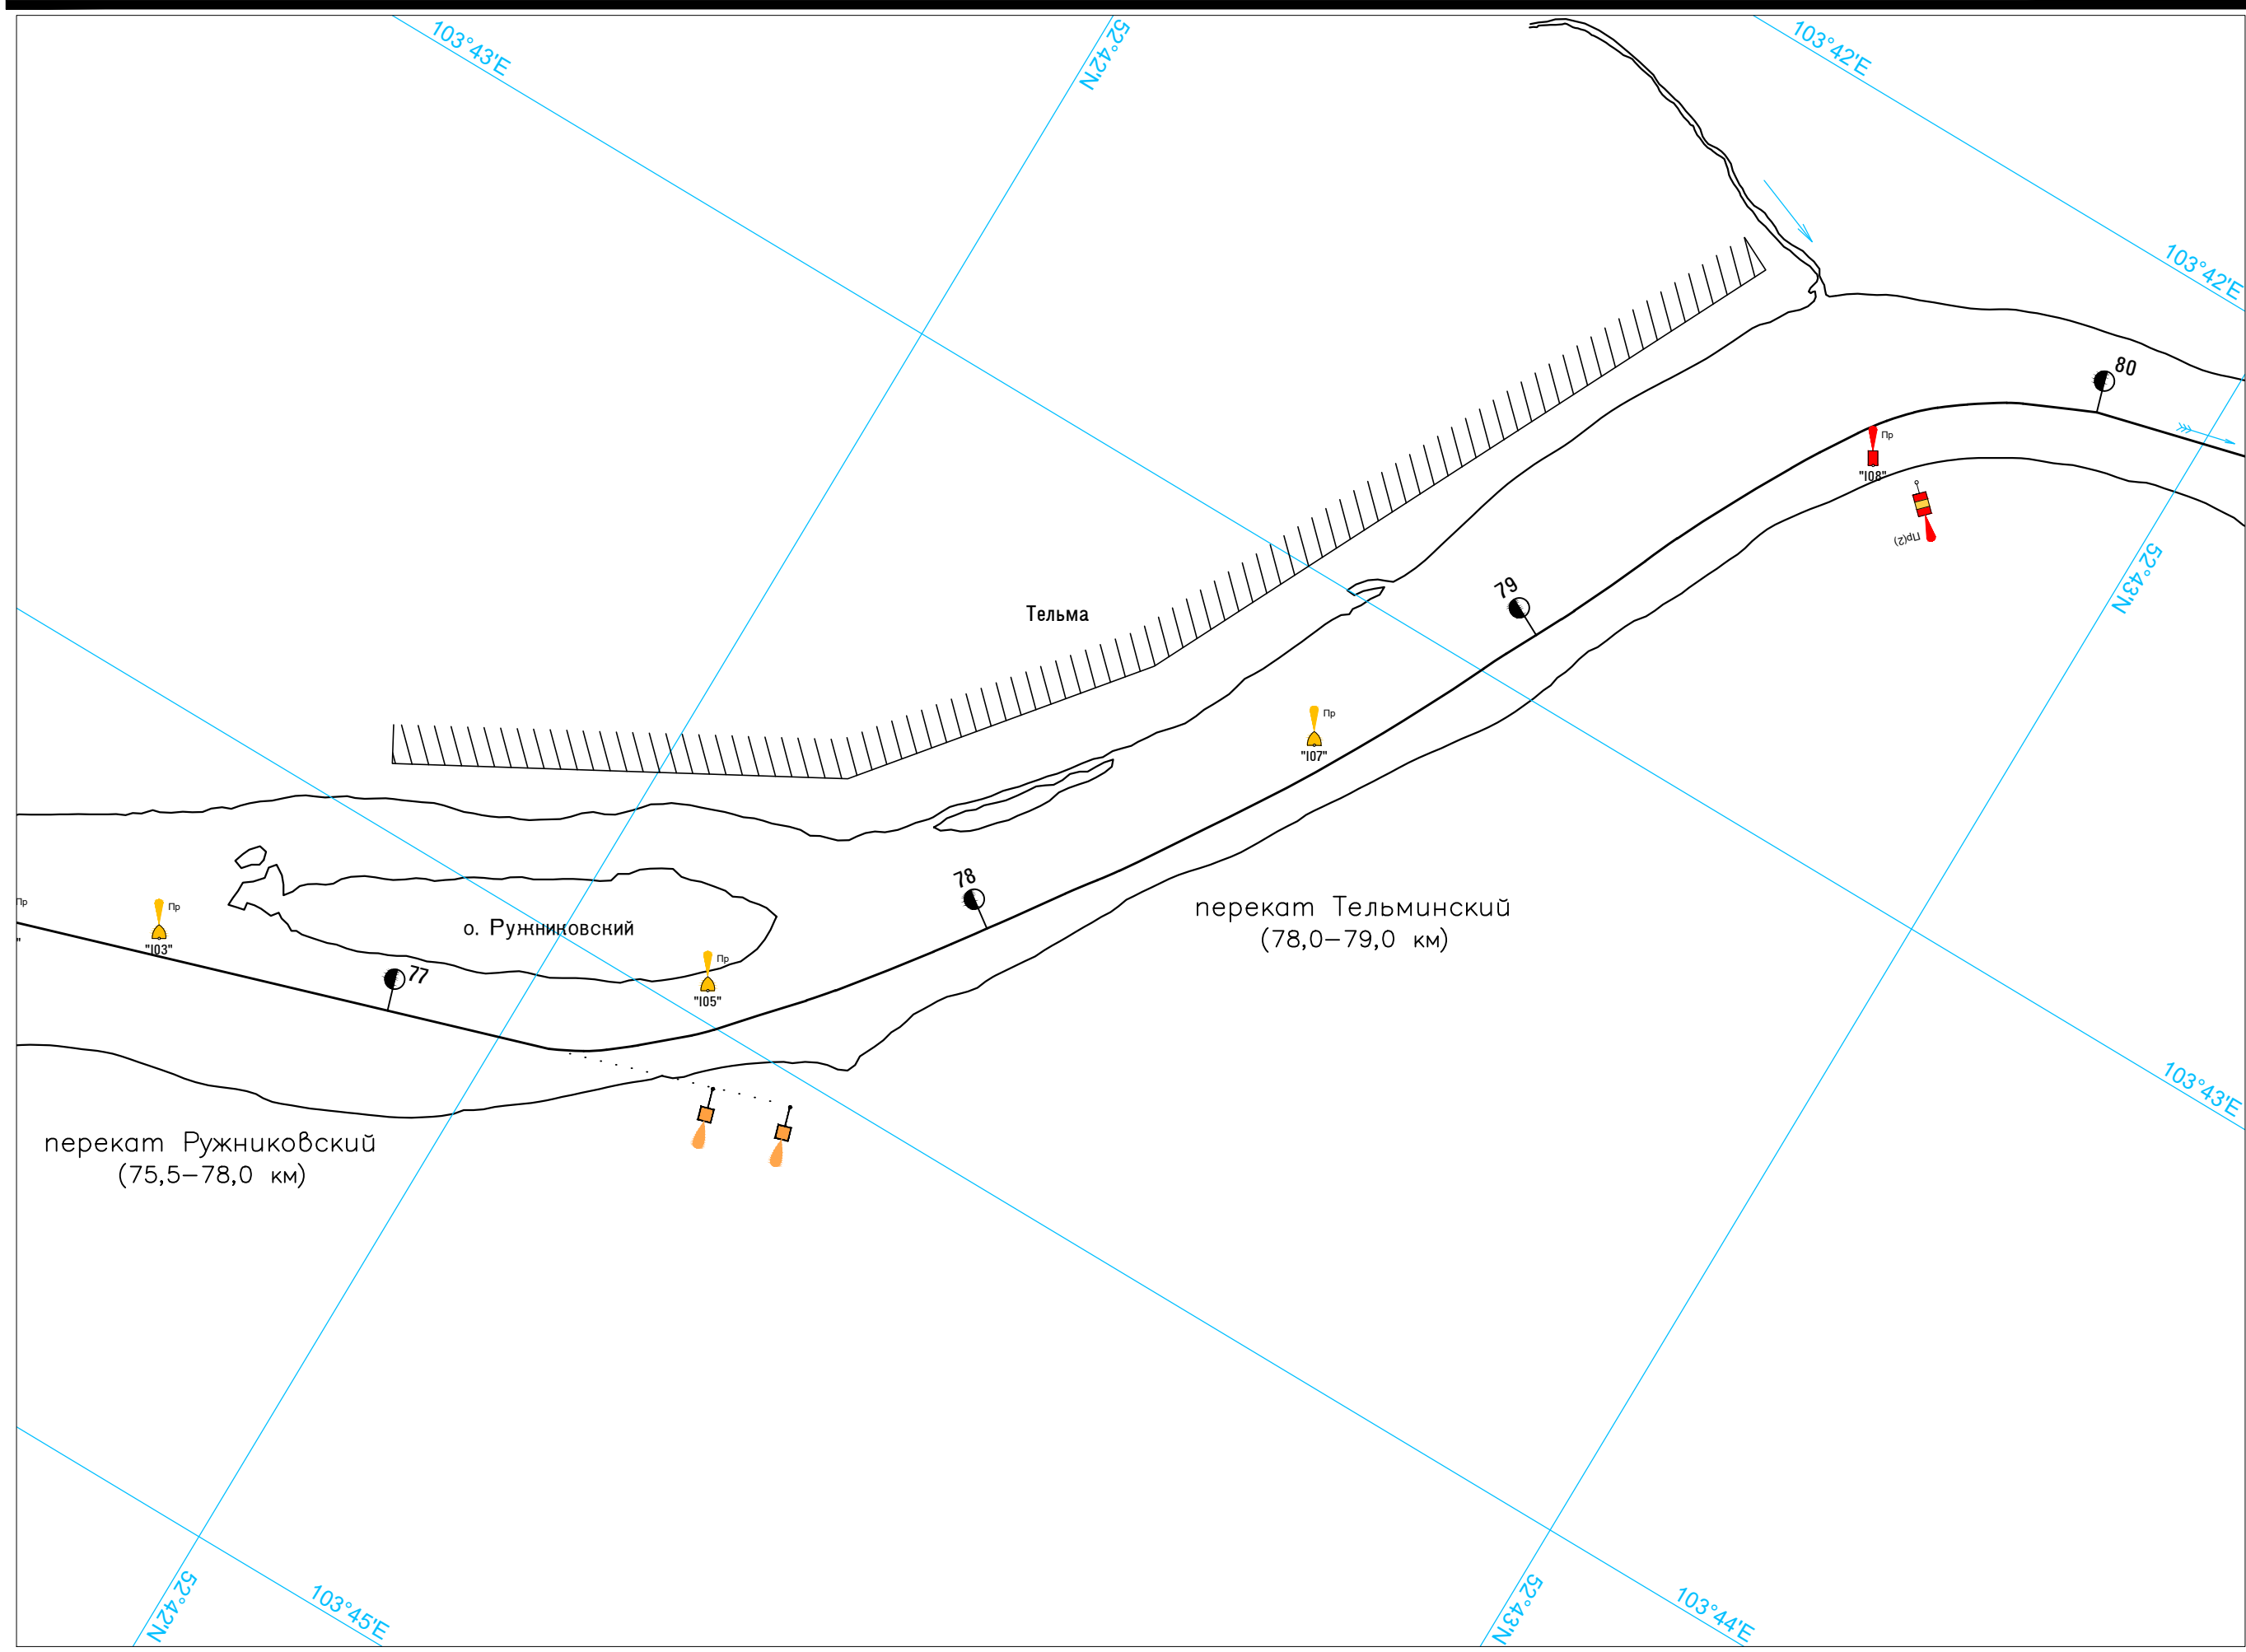 103°43'E
52°42'N
103°42'E
103°42'E
80
Пр
"108"
Пр(2)
52°43'N
79
Тельма
Пр
"107"
78
перекат Тельминский
(78,0–79,0 км)
Пр
"
Пр
"103"
о. Ружниковский
77
Пр
"105"
перекат Ружниковский
(75,5–78,0 км)
103°43'E
52°42'N
103°45'E
52°43'N
103°44'E